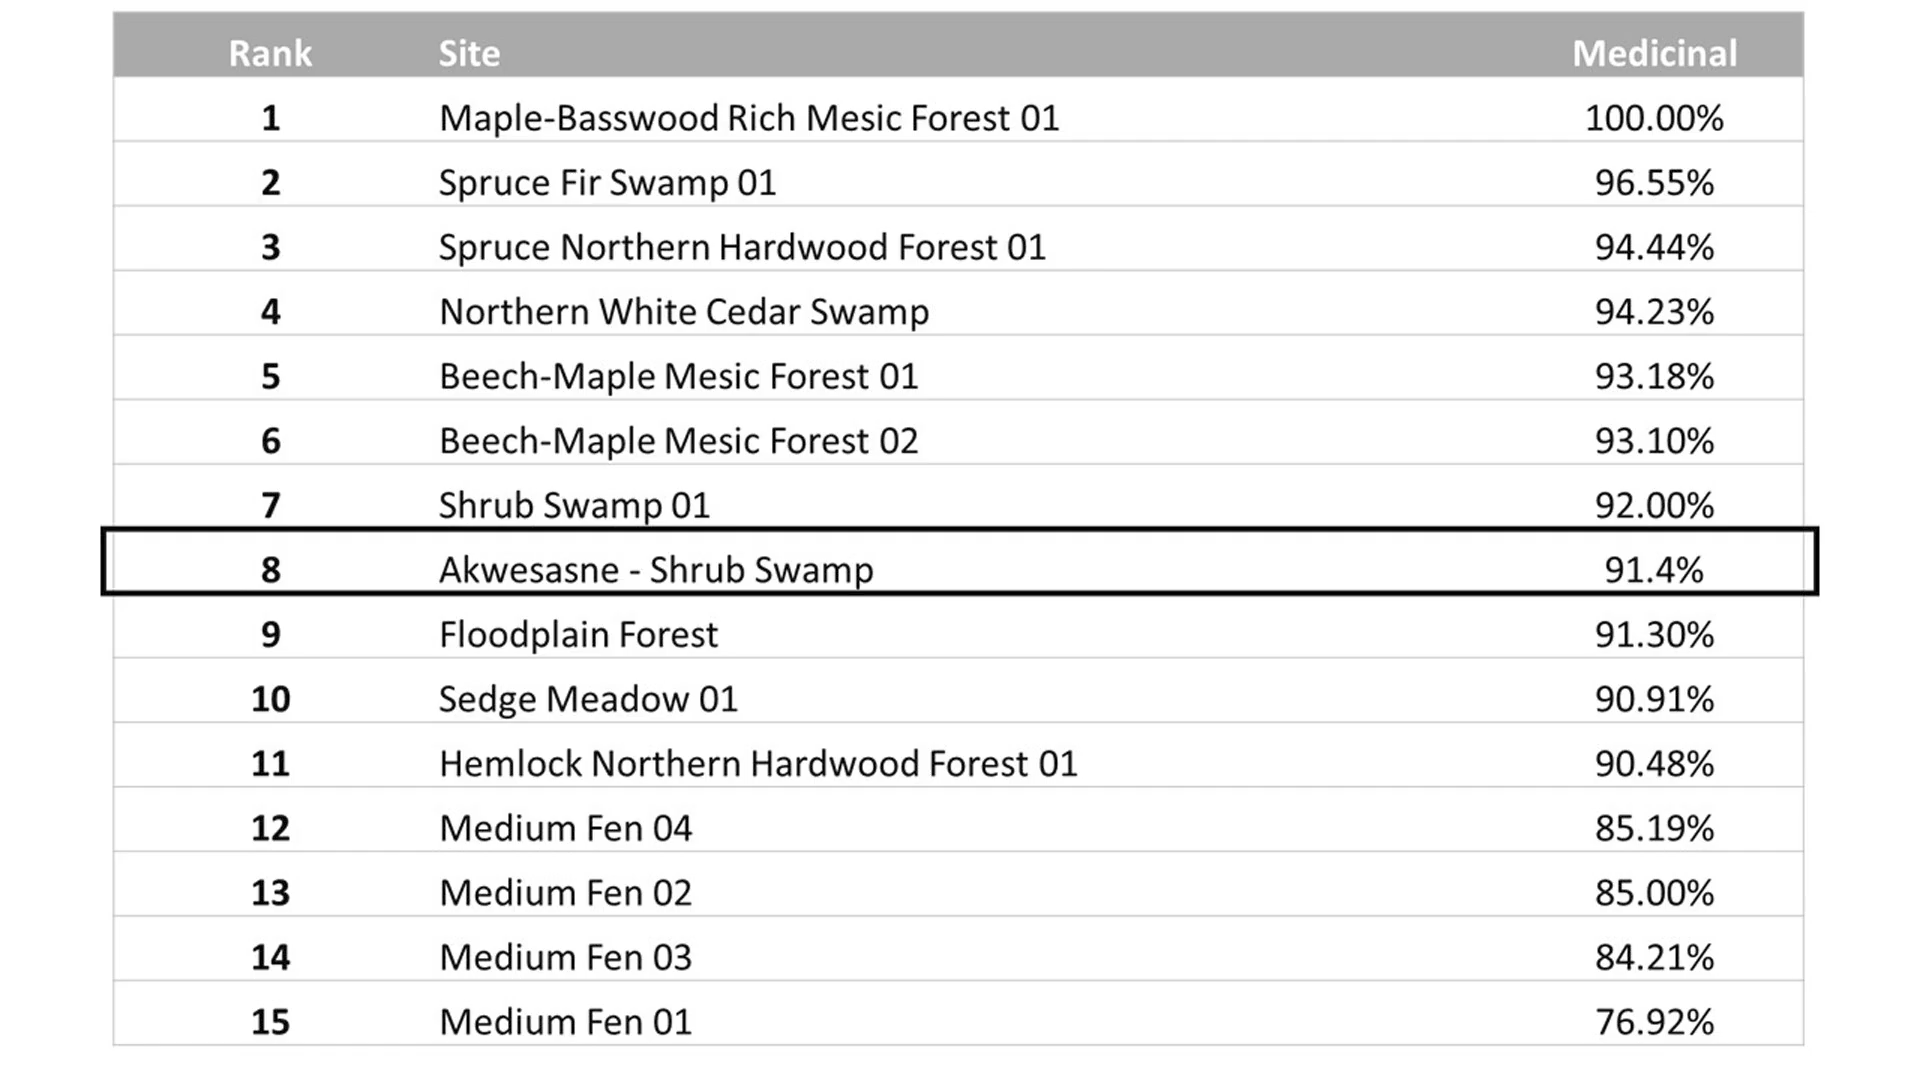 Rank Site Medicinal
1 Maple-Basswood Rich Mesic Forest 01 100.00%
2 Spruce Fir Swamp 01 96.55%
3 Spruce Northern Hardwood Forest 01 94.44%
4 Northern White Cedar Swamp 94.23%
5 Beech-Maple Mesic Forest 01 93.18%
6 Beech-Maple Mesic Forest 02 93.10%
7 Shrub Swamp 01 92.00%
8 Akwesasne - Shrub Swamp 91.4%
9 Floodplain Forest 91.30%
10 Sedge Meadow 01 90.91%
11 Hemlock Northern Hardwood Forest 01 90.48%
12 Medium Fen 04 85.19%
13 Medium Fen 02 85.00%
14 Medium Fen 03 84.21%
15 Medium Fen 01 76.92%